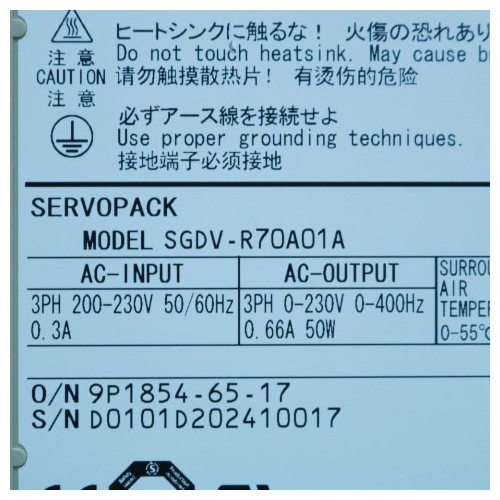 ヒートシンクに触るな! 火傷の恐れあり
注意 Do not touch heatsink. May cause
CAUTION 请勿触摸散热片! 有烫伤的危险
注意
必ずアース線を接続せよ
Use proper grounding techniques.
接地端子必须接地
SERVOPACK
MODEL SGDV-R70A01A
AC-INPUT AC-OUTPUT
AIR
3PH 200-230V 50/60Hz 3PH 0-230V 0-400Hz
0.3A 0.66A 50W 0-55℃
O/N 9P1854-65-17
S/N D0101D202410017